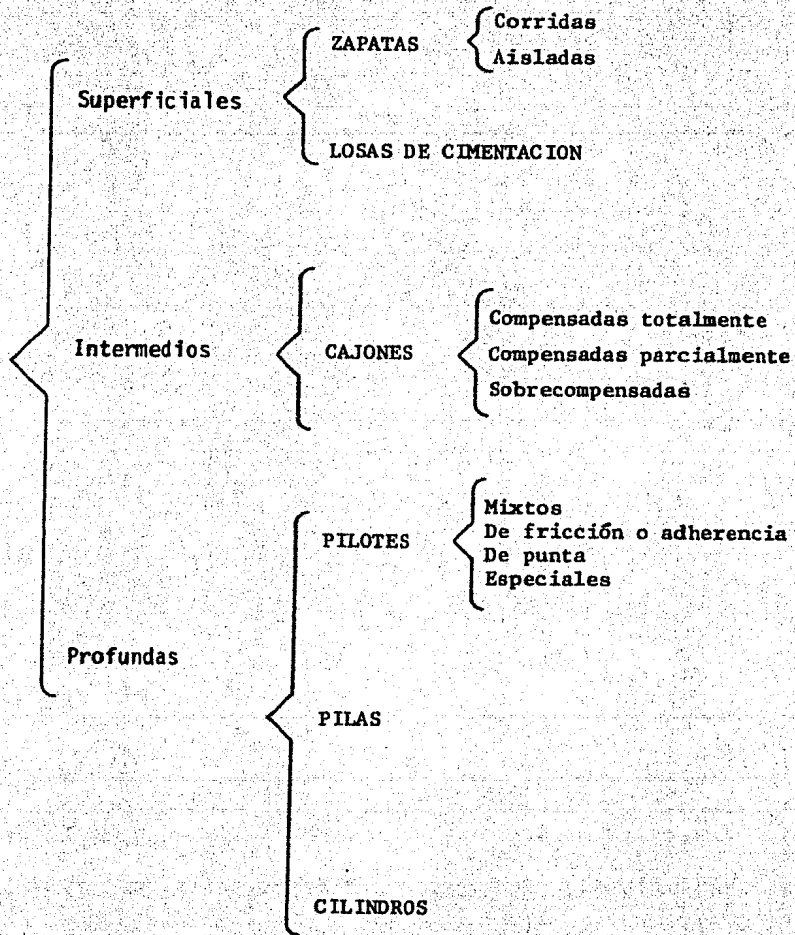 Superficiales
ZAPATAS
Corridas
Aisladas
LOSAS DE CIMENTACION
Intermedios
CAJONES
Compensadas totalmente
Compensadas parcialmente
Sobrecompensadas
Profundas
PILOTES
Mixtos
De fricción o adherencia
De punta
Especiales
PILAS
CILINDROS